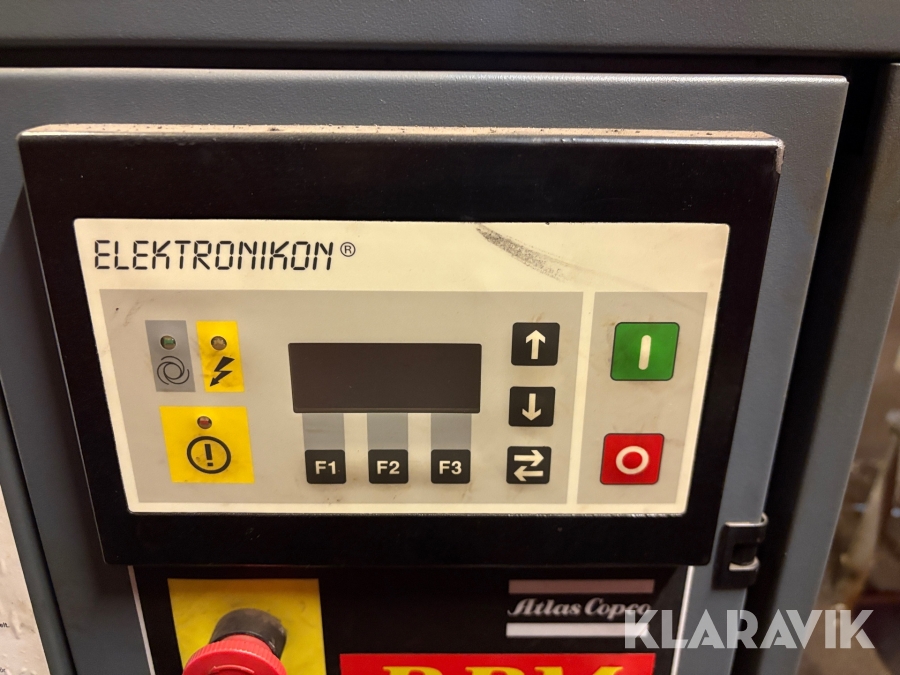 ELEKTRONIKON®
F1 F2 F3
Atlas Copco
KLARAVIK